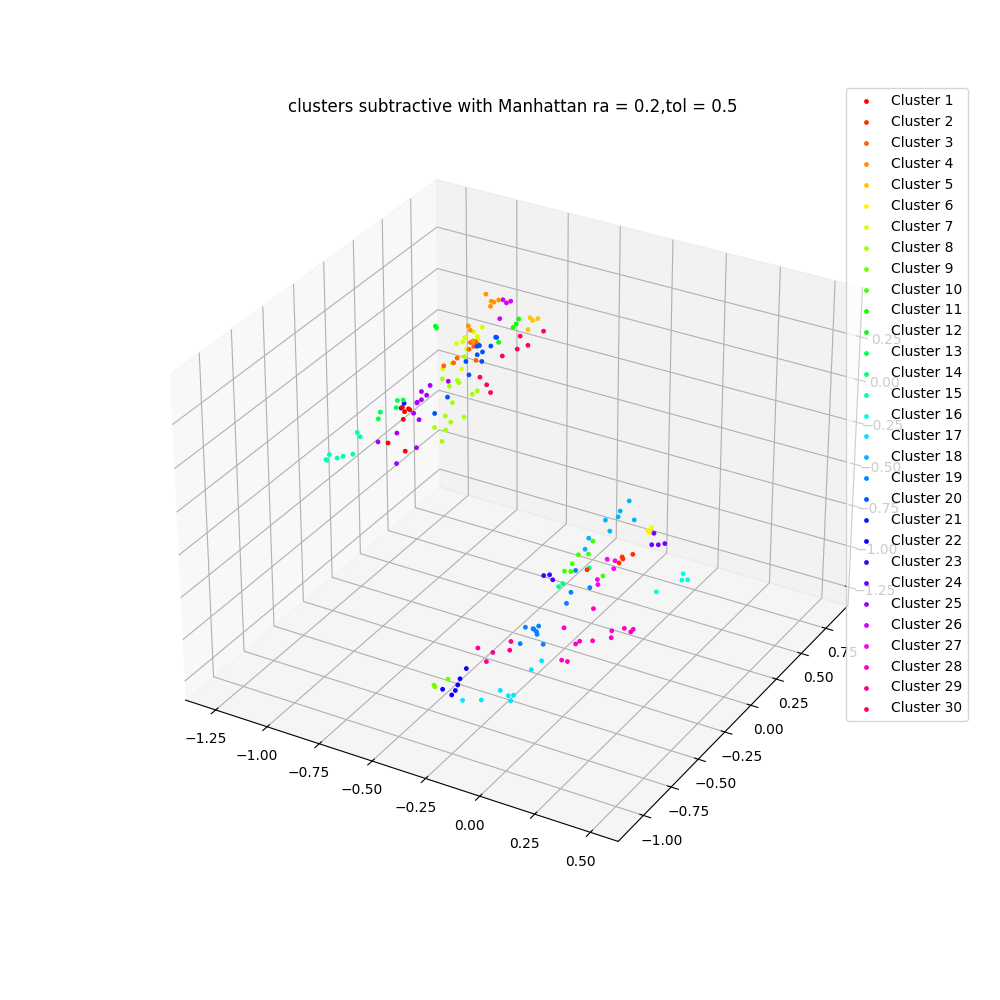 clusters subtractive with Manhattan ra = 0.2,tol = 0.5
Cluster 1
Cluster 2
Cluster 3
Cluster 4
Cluster 5
Cluster 6
Cluster 7
Cluster 8
Cluster 9
Cluster 10
Cluster 11
Cluster 12
Cluster 13
Cluster 14
Cluster 15
Cluster 16
Cluster 17
Cluster 18
Cluster 19
Cluster 20
Cluster 21
Cluster 22
Cluster 23
Cluster 24
Cluster 25
Cluster 26
Cluster 27
Cluster 28
Cluster 29
Cluster 30
0.25
0.00
−0.25
−0.50
−0.75
−1.00
−1.25
0.75
0.50
0.25
0.00
−0.25
−0.50
−0.75
−1.00
−1.25
−1.00
−0.75
−0.50
−0.25
0.00
0.25
0.50